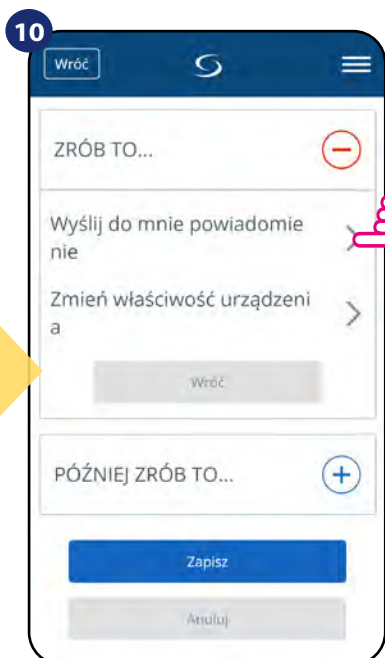 10
Wróć
ZRÓB TO...
Wyślij do mnie powiadomie
nie
Zmień właściwość urządzeni
a
Wróć
PÓŹNIEJ ZRÓB TO...
Zapisz
Anuluj